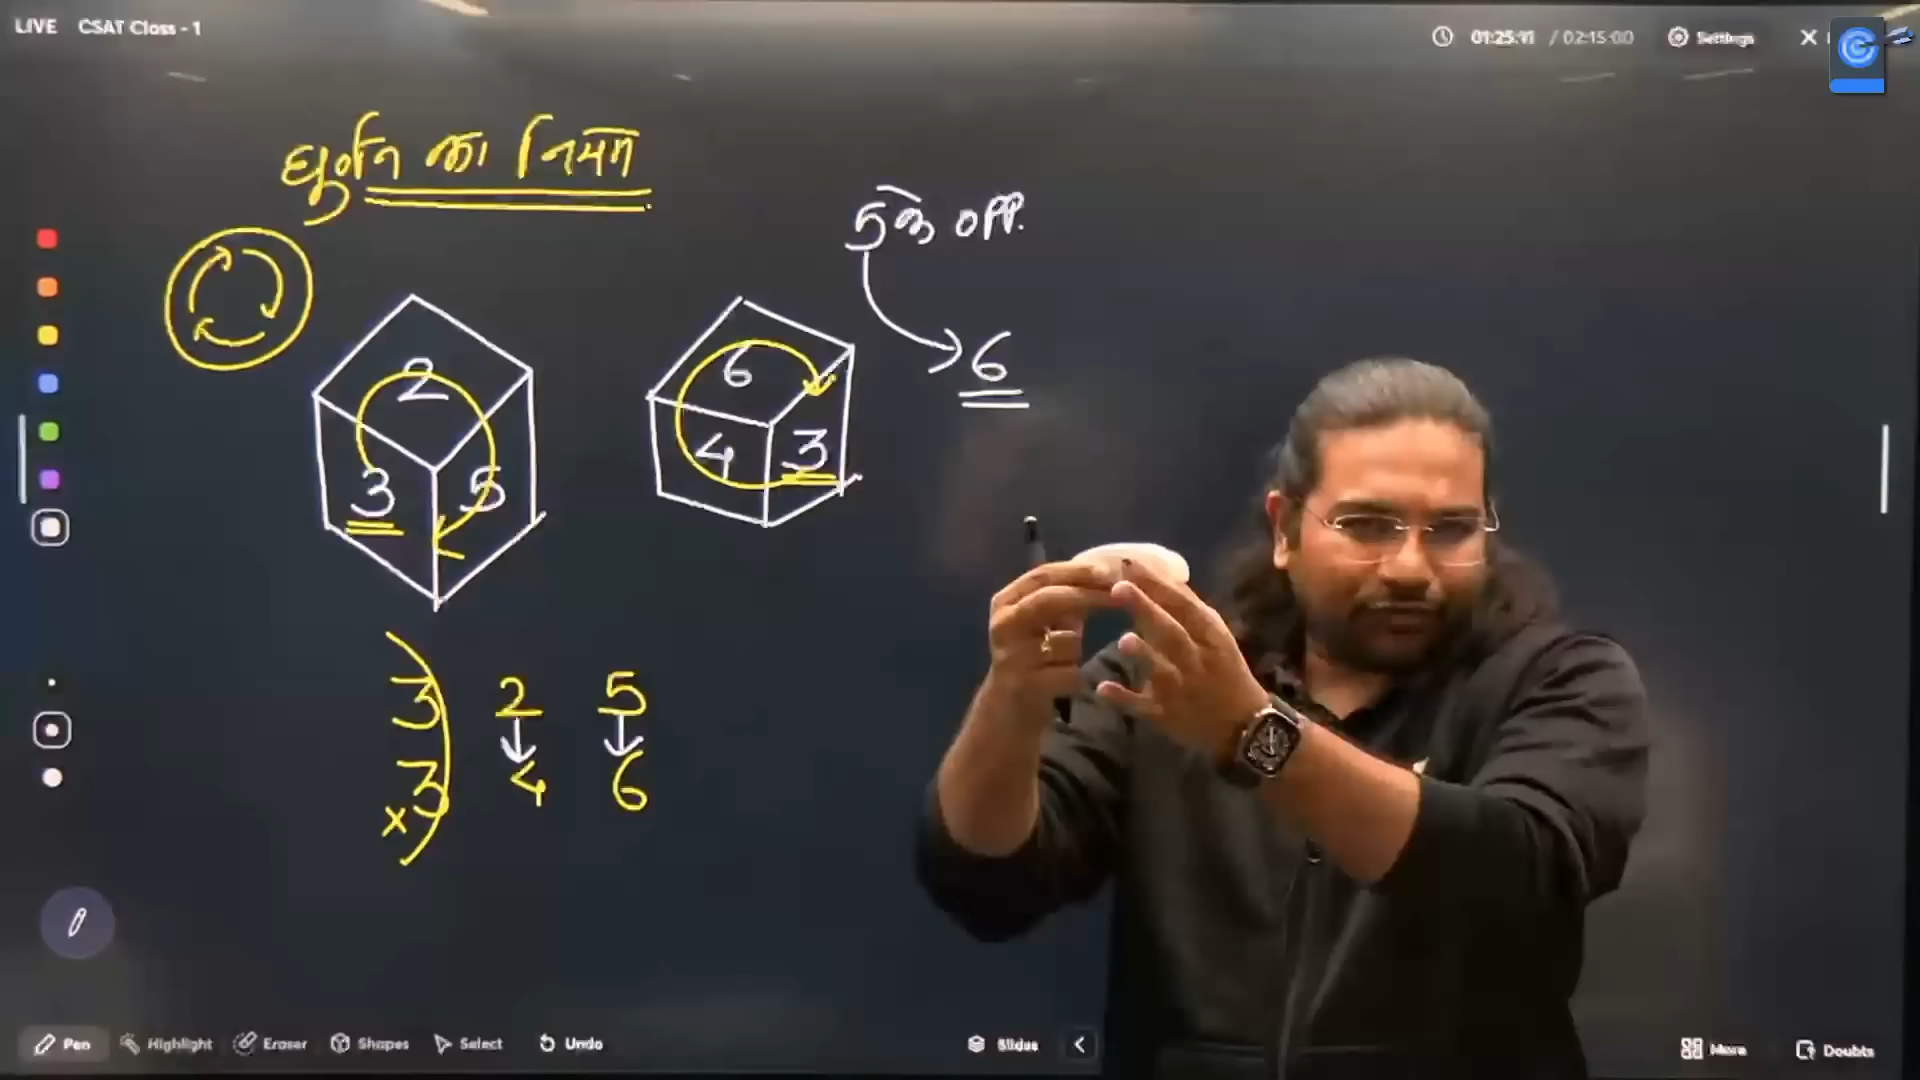 LIVE CSAT Class - 1
01:25:11 / 02:15:00 Settings
घूर्णन का नियम
5 के opp.
6
2
3 5
6
4 3
3 2 5
×3 4 6
Pen Highlight Eraser Shapes Select Undo Slides More Doubts